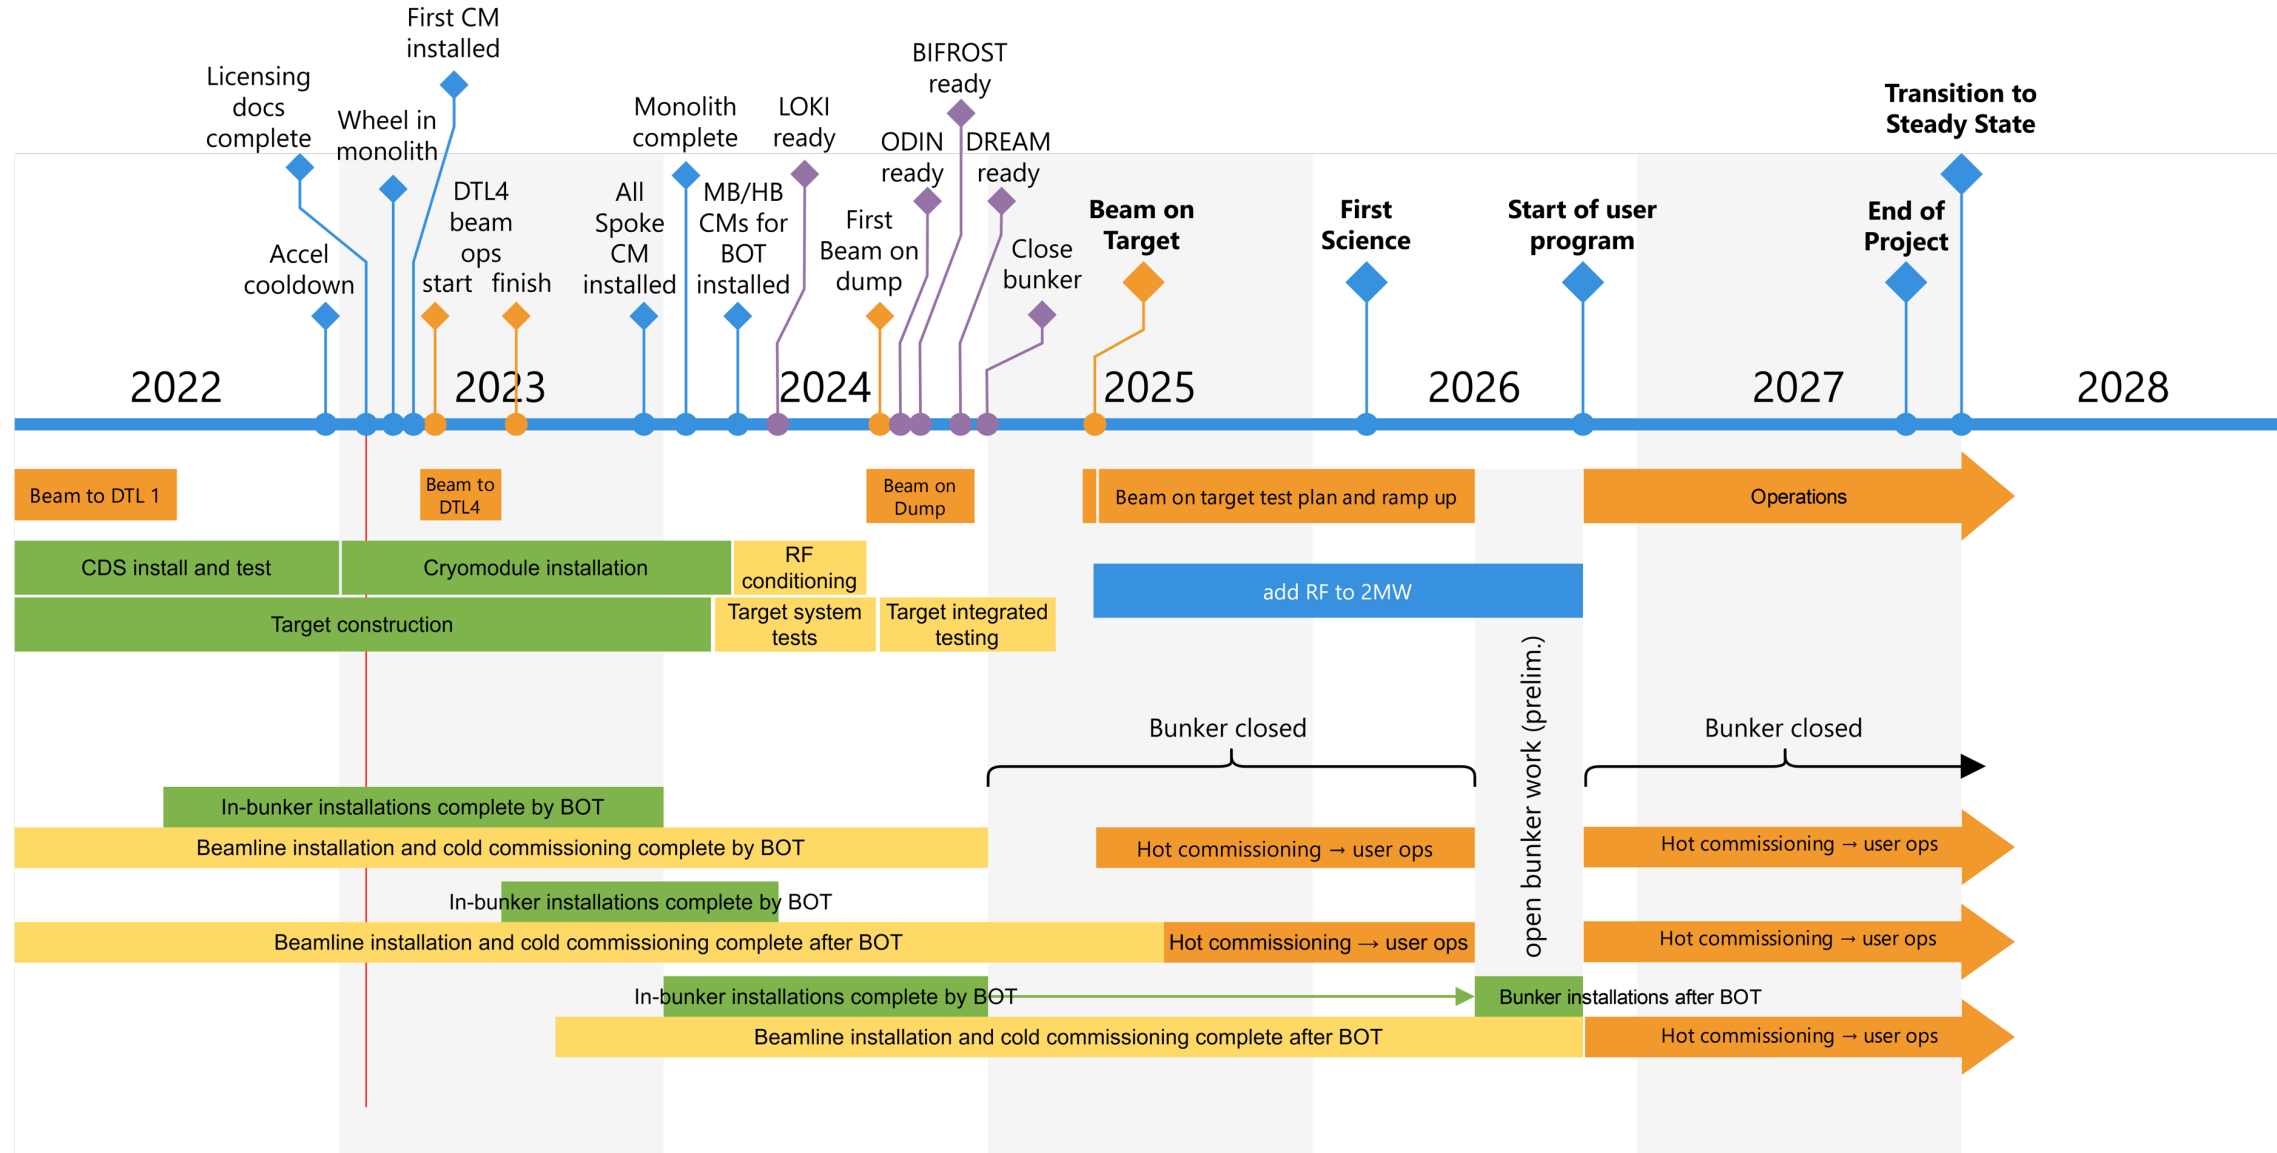 First CM
installed
Licensing
docs
complete
Wheel in
monolith
Accel
cooldown
DTL4
beam
ops
start
finish
All
Spoke
CM
installed
Monolith
complete
MB/HB
CMs for
BOT
installed
LOKI
ready
First
Beam on
dump
ODIN
ready
BIFROST
ready
DREAM
ready
Close
bunker
Beam on
Target
First
Science
Start of user
program
End of
Project
Transition to
Steady State
2022
2023
2024
2025
2026
2027
2028
Beam to DTL 1
Beam to
DTL4
Beam on
Dump
Beam on target test plan and ramp up
Operations
CDS install and test
Cryomodule installation
RF
conditioning
add RF to 2MW
Target construction
Target system
tests
Target integrated
testing
open bunker work (prelim.)
Bunker closed
Bunker closed
In-bunker installations complete by BOT
Beamline installation and cold commissioning complete by BOT
Hot commissioning → user ops
Hot commissioning → user ops
In-bunker installations complete by BOT
Beamline installation and cold commissioning complete after BOT
Hot commissioning → user ops
Hot commissioning → user ops
In-bunker installations complete by BOT
Bunker installations after BOT
Beamline installation and cold commissioning complete after BOT
Hot commissioning → user ops